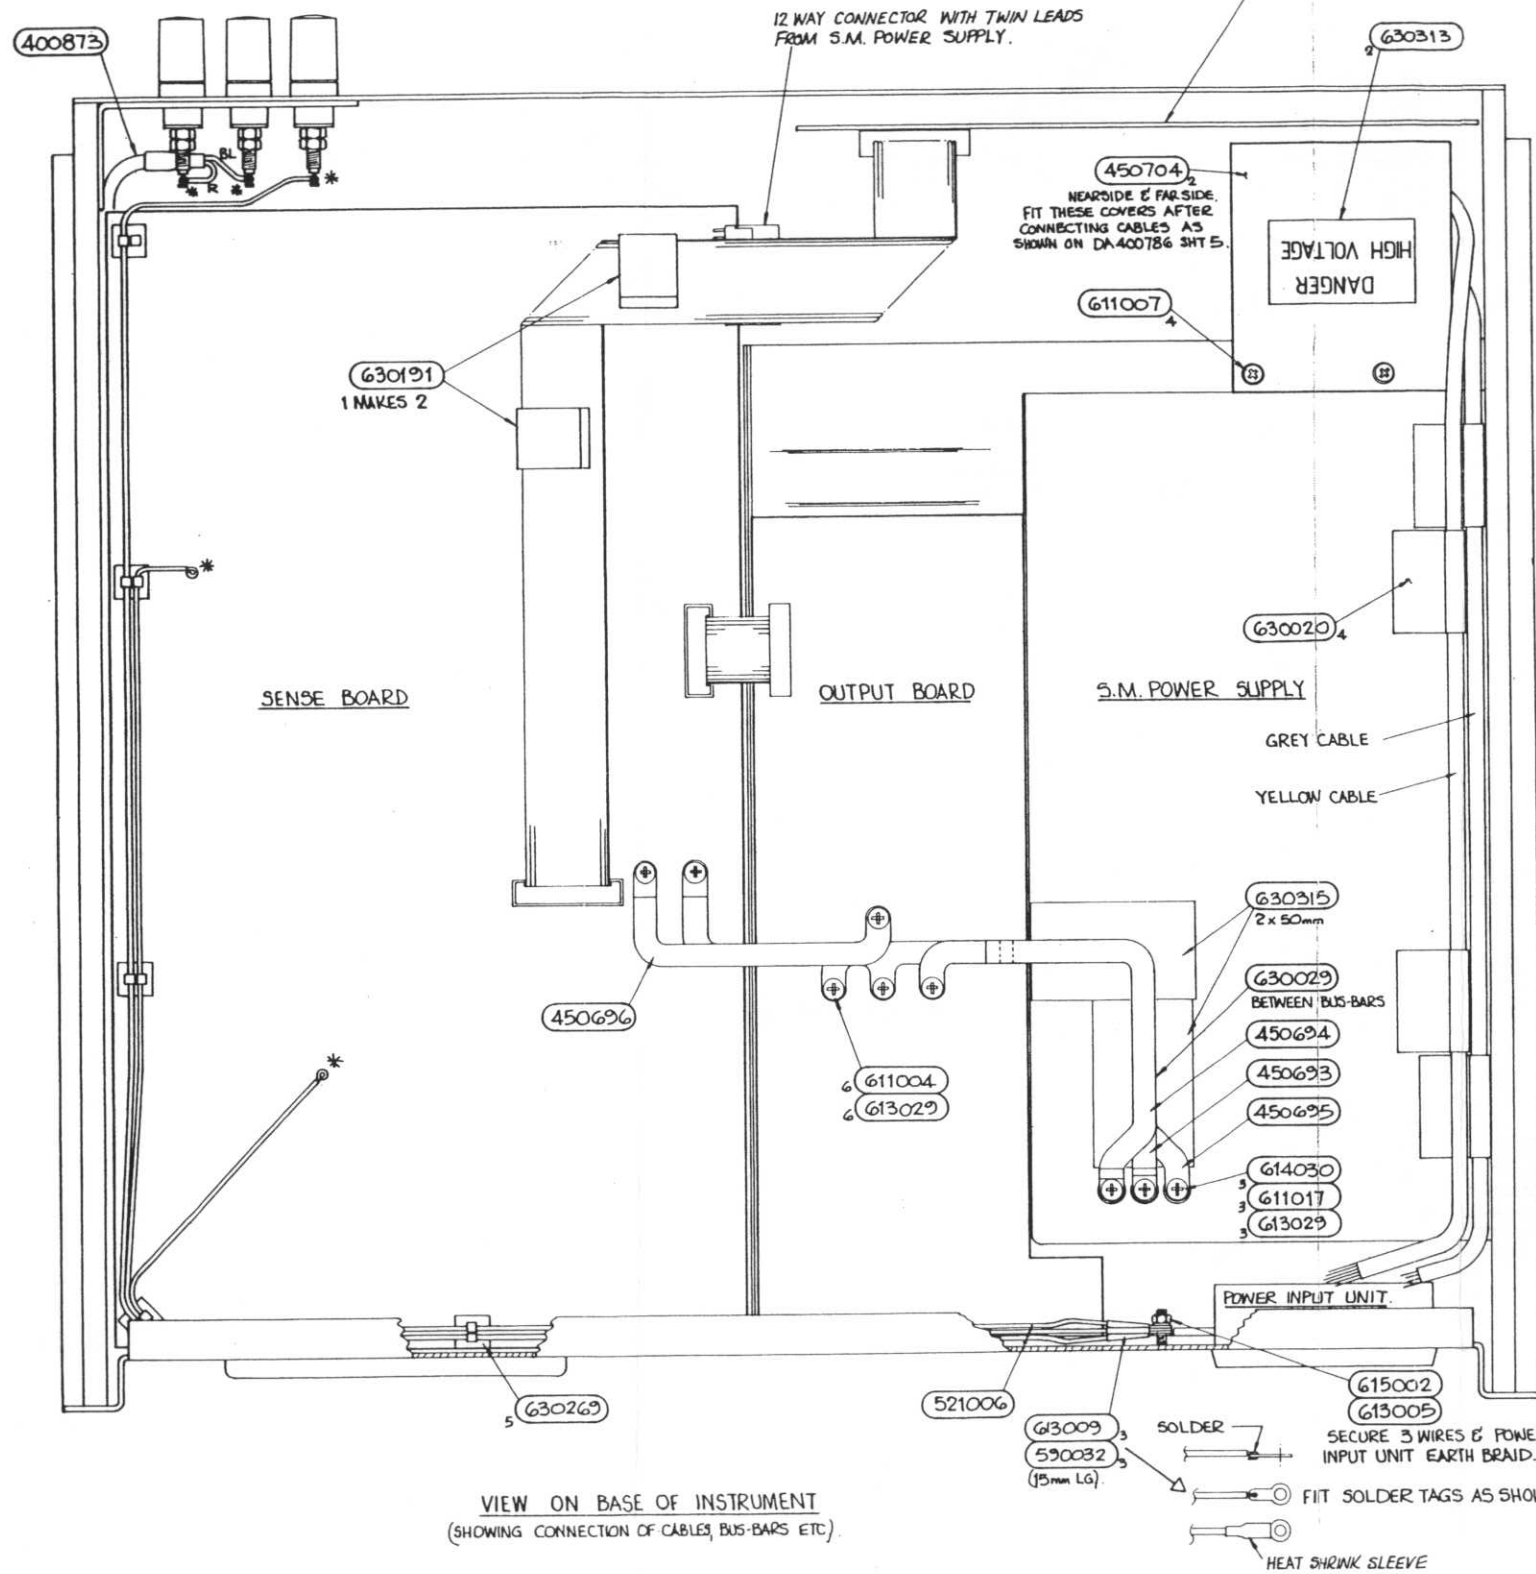 400873
12 WAY CONNECTOR WITH TWIN LEADS
FROM S.M. POWER SUPPLY.
2 630313
BL
R
*
*
*
450704 2
NEARSIDE & FARSIDE.
FIT THESE COVERS AFTER
CONNECTING CABLES AS
SHOWN ON DA400786 SHT 5.
DANGER
HIGH VOLTAGE
611007 4
630191
1 MAKES 2
*
630020 4
SENSE BOARD
OUTPUT BOARD
S.M. POWER SUPPLY
GREY CABLE
YELLOW CABLE
630315
2 x 50mm
630029
BETWEEN BUS-BARS
450696
450694
450693
450695
*
6 611004
6 613029
3 614030
3 611017
3 613029
POWER INPUT UNIT.
5 630269
521006
615002
613005
SECURE 3 WIRES & POWE
INPUT UNIT EARTH BRAID.
613009 3
590032 3
(15mm LG).
SOLDER
FIT SOLDER TAGS AS SHOW
HEAT SHRINK SLEEVE
VIEW ON BASE OF INSTRUMENT
(SHOWING CONNECTION OF CABLES, BUS-BARS ETC).